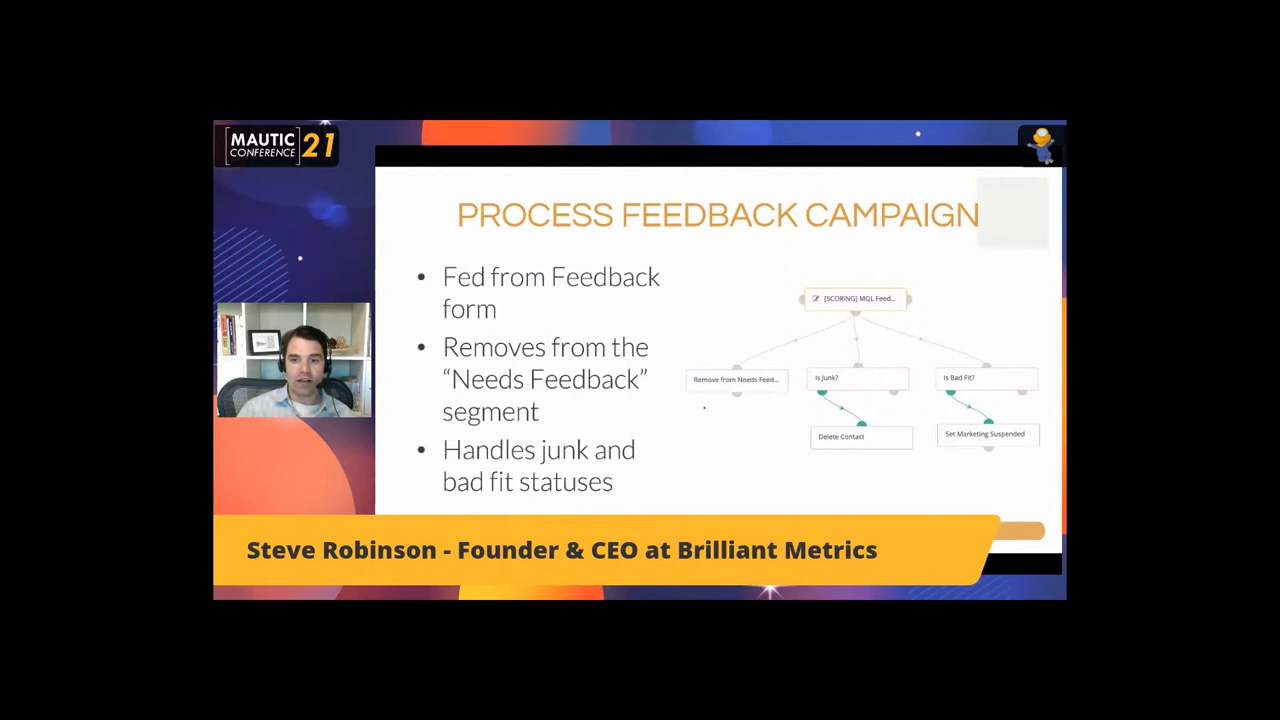 MAUTIC
CONFERENCE 21
PROCESS FEEDBACK CAMPAIGN
• Fed from Feedback
form
• Removes from the
“Needs Feedback”
segment
• Handles junk and
bad fit statuses
[SCORING] MQL Feed...
Remove from Needs Feed...
Is Junk?
Is Bad Fit?
Delete Contact
Set Marketing Suspended
Steve Robinson - Founder & CEO at Brilliant Metrics